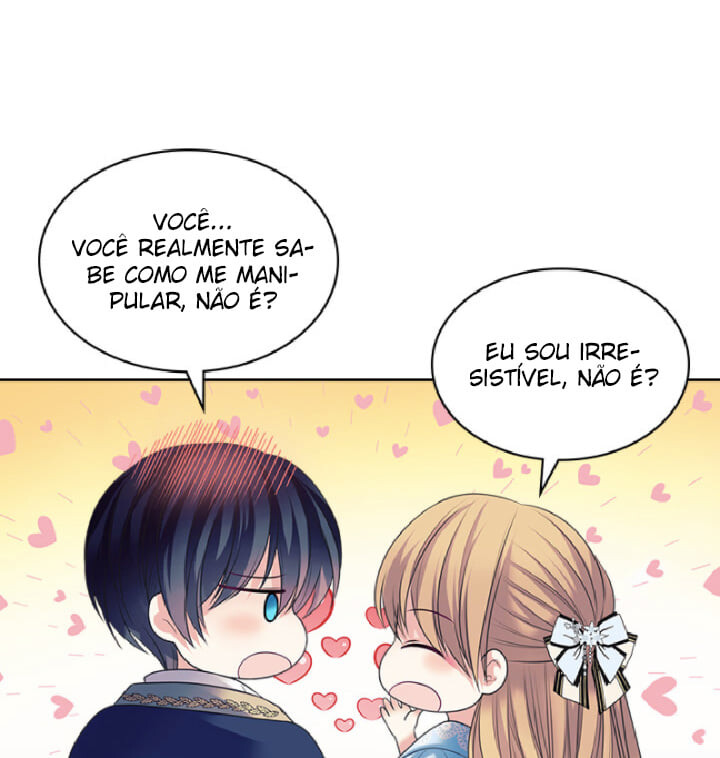 VOCÊ...
VOCÊ REALMENTE SA-
BE COMO ME MANI-
PULAR, NÃO É?
EU SOU IRRE-
SISTÍVEL, NÃO É?